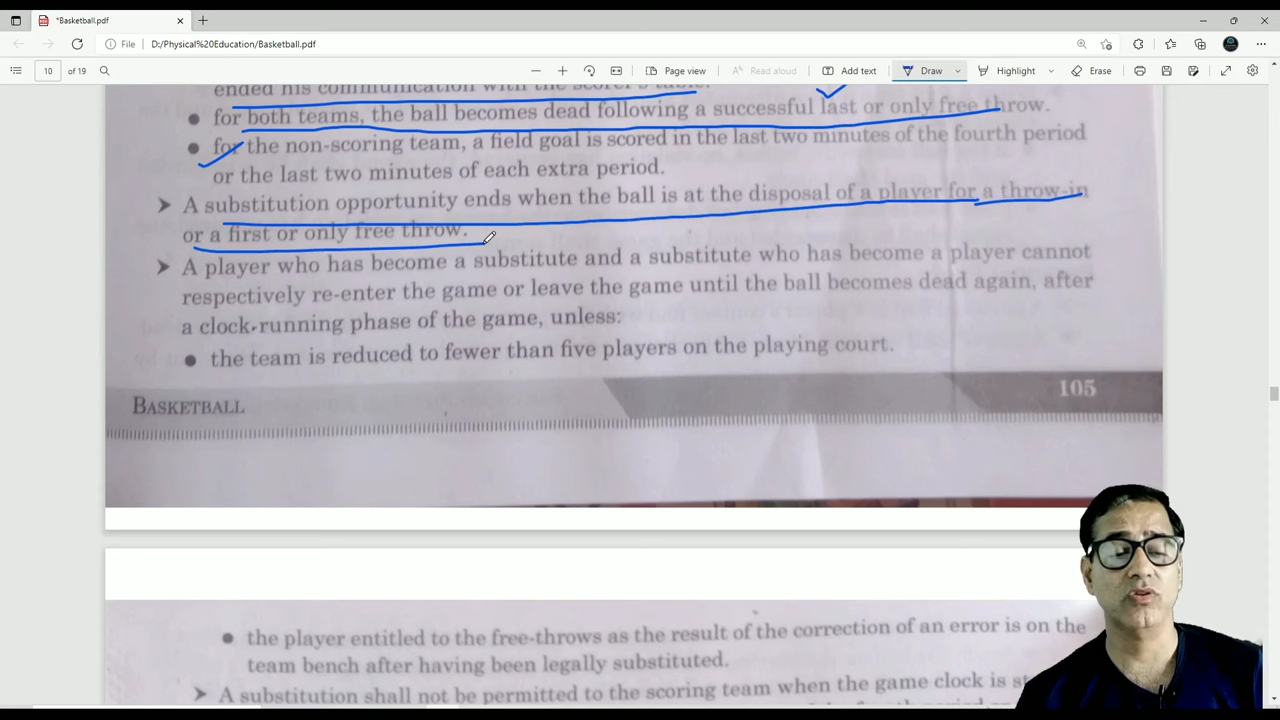 *Basketball.pdf
File D:/Physical%20Education/Basketball.pdf
10 of 19 Page view Read aloud Add text Draw Highlight Erase
ended his communication with the scorer's table.
● for both teams, the ball becomes dead following a successful last or only free throw.
● for the non-scoring team, a field goal is scored in the last two minutes of the fourth period
or the last two minutes of each extra period.
➤ A substitution opportunity ends when the ball is at the disposal of a player for a throw-in
or a first or only free throw.
➤ A player who has become a substitute and a substitute who has become a player cannot
respectively re-enter the game or leave the game until the ball becomes dead again, after
a clock-running phase of the game, unless:
● the team is reduced to fewer than five players on the playing court.
BASKETBALL 105
● the player entitled to the free-throws as the result of the correction of an error is on the
team bench after having been legally substituted.
➤ A substitution shall not be permitted to the scoring team when the game clock is